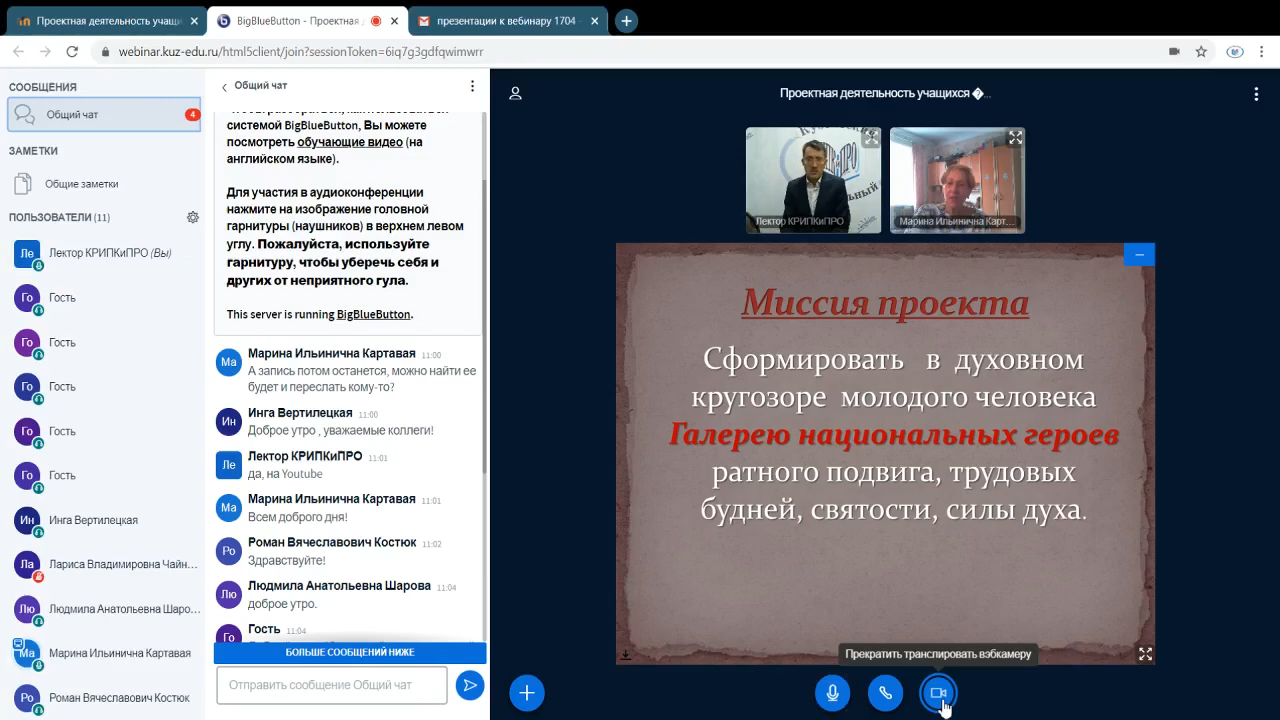 Проектная деятельность учащи
BigBlueButton - Проектная д
презентации к вебинару 1704 -
webinar.kuz-edu.ru/html5client/join?sessionToken=6iq7g3gdfqwimwrr
СООБЩЕНИЯ
Общий чат
4
ЗАМЕТКИ
Общие заметки
ПОЛЬЗОВАТЕЛИ (11)
Ле
Лектор КРИПКиПРО (Вы)
Го
Гость
Го
Гость
Го
Гость
Го
Гость
Го
Гость
Ин
Инга Вертилецкая
Ла
Лариса Владимировна Чайн...
Лю
Людмила Анатольевна Шаро...
Ма
Марина Ильинична Картавая
Ро
Роман Вячеславович Костюк
Общий чат
системой BigBlueButton, Вы можете
посмотреть обучающие видео (на
английском языке).
Для участия в аудиоконференции
нажмите на изображение головной
гарнитуры (наушников) в верхнем левом
углу. Пожалуйста, используйте
гарнитуру, чтобы уберечь себя и
других от неприятного гула.
This server is running BigBlueButton.
Ма
Марина Ильинична Картавая 11:00
А запись потом останется, можно найти ее
будет и переслать кому-то?
Ин
Инга Вертилецкая 11:00
Доброе утро , уважаемые коллеги!
Ле
Лектор КРИПКиПРО 11:01
да, на Youtube
Ма
Марина Ильинична Картавая 11:01
Всем доброго дня!
Ро
Роман Вячеславович Костюк 11:02
Здравствуйте!
Лю
Людмила Анатольевна Шарова 11:04
доброе утро.
Го
Гость 11:04
БОЛЬШЕ СООБЩЕНИЙ НИЖЕ
Отправить сообщение Общий чат
Проектная деятельность учащихся �...
Лектор КРИПКиПРО
Марина Ильинична Карт...
Миссия проекта
Сформировать в духовном
кругозоре молодого человека
Галерею национальных героев
ратного подвига, трудовых
будней, святости, силы духа.
Прекратить транслировать вэбкамеру